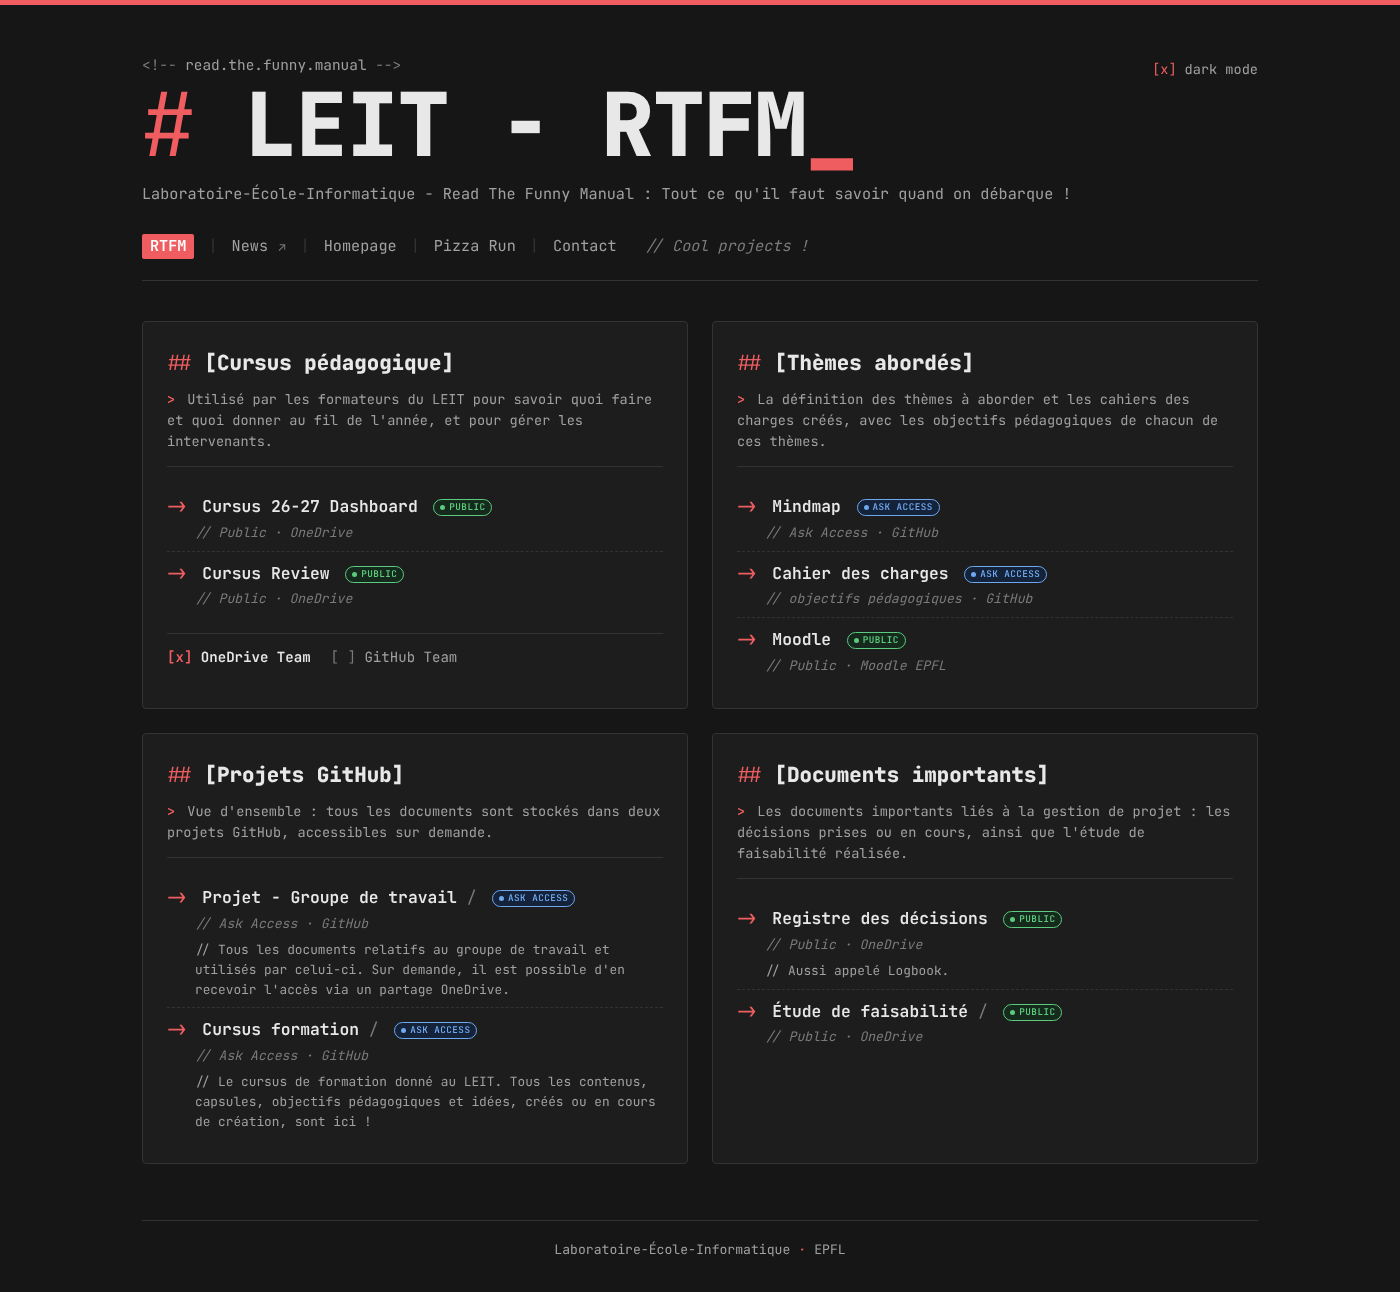 <!-- read.the.funny.manual -->
[x] dark mode
# LEIT - RTFM_
Laboratoire-École-Informatique - Read The Funny Manual : Tout ce qu'il faut savoir quand on débarque !
RTFM | News ↗ | Homepage | Pizza Run | Contact // Cool projects !
## [Cursus pédagogique]
> Utilisé par les formateurs du LEIT pour savoir quoi faire
et quoi donner au fil de l'année, et pour gérer les
intervenants.
-> Cursus 26-27 Dashboard ● PUBLIC
// Public · OneDrive
-> Cursus Review ● PUBLIC
// Public · OneDrive
[x] OneDrive Team [ ] GitHub Team
## [Thèmes abordés]
> La définition des thèmes à aborder et les cahiers des
charges créés, avec les objectifs pédagogiques de chacun de
ces thèmes.
-> Mindmap ● ASK ACCESS
// Ask Access · GitHub
-> Cahier des charges ● ASK ACCESS
// objectifs pédagogiques · GitHub
-> Moodle ● PUBLIC
// Public · Moodle EPFL
## [Projets GitHub]
> Vue d'ensemble : tous les documents sont stockés dans deux
projets GitHub, accessibles sur demande.
-> Projet - Groupe de travail / ● ASK ACCESS
// Ask Access · GitHub
// Tous les documents relatifs au groupe de travail et
utilisés par celui-ci. Sur demande, il est possible d'en
recevoir l'accès via un partage OneDrive.
-> Cursus formation / ● ASK ACCESS
// Ask Access · GitHub
// Le cursus de formation donné au LEIT. Tous les contenus,
capsules, objectifs pédagogiques et idées, créés ou en cours
de création, sont ici !
## [Documents importants]
> Les documents importants liés à la gestion de projet : les
décisions prises ou en cours, ainsi que l'étude de
faisabilité réalisée.
-> Registre des décisions ● PUBLIC
// Public · OneDrive
// Aussi appelé Logbook.
-> Étude de faisabilité / ● PUBLIC
// Public · OneDrive
Laboratoire-École-Informatique · EPFL